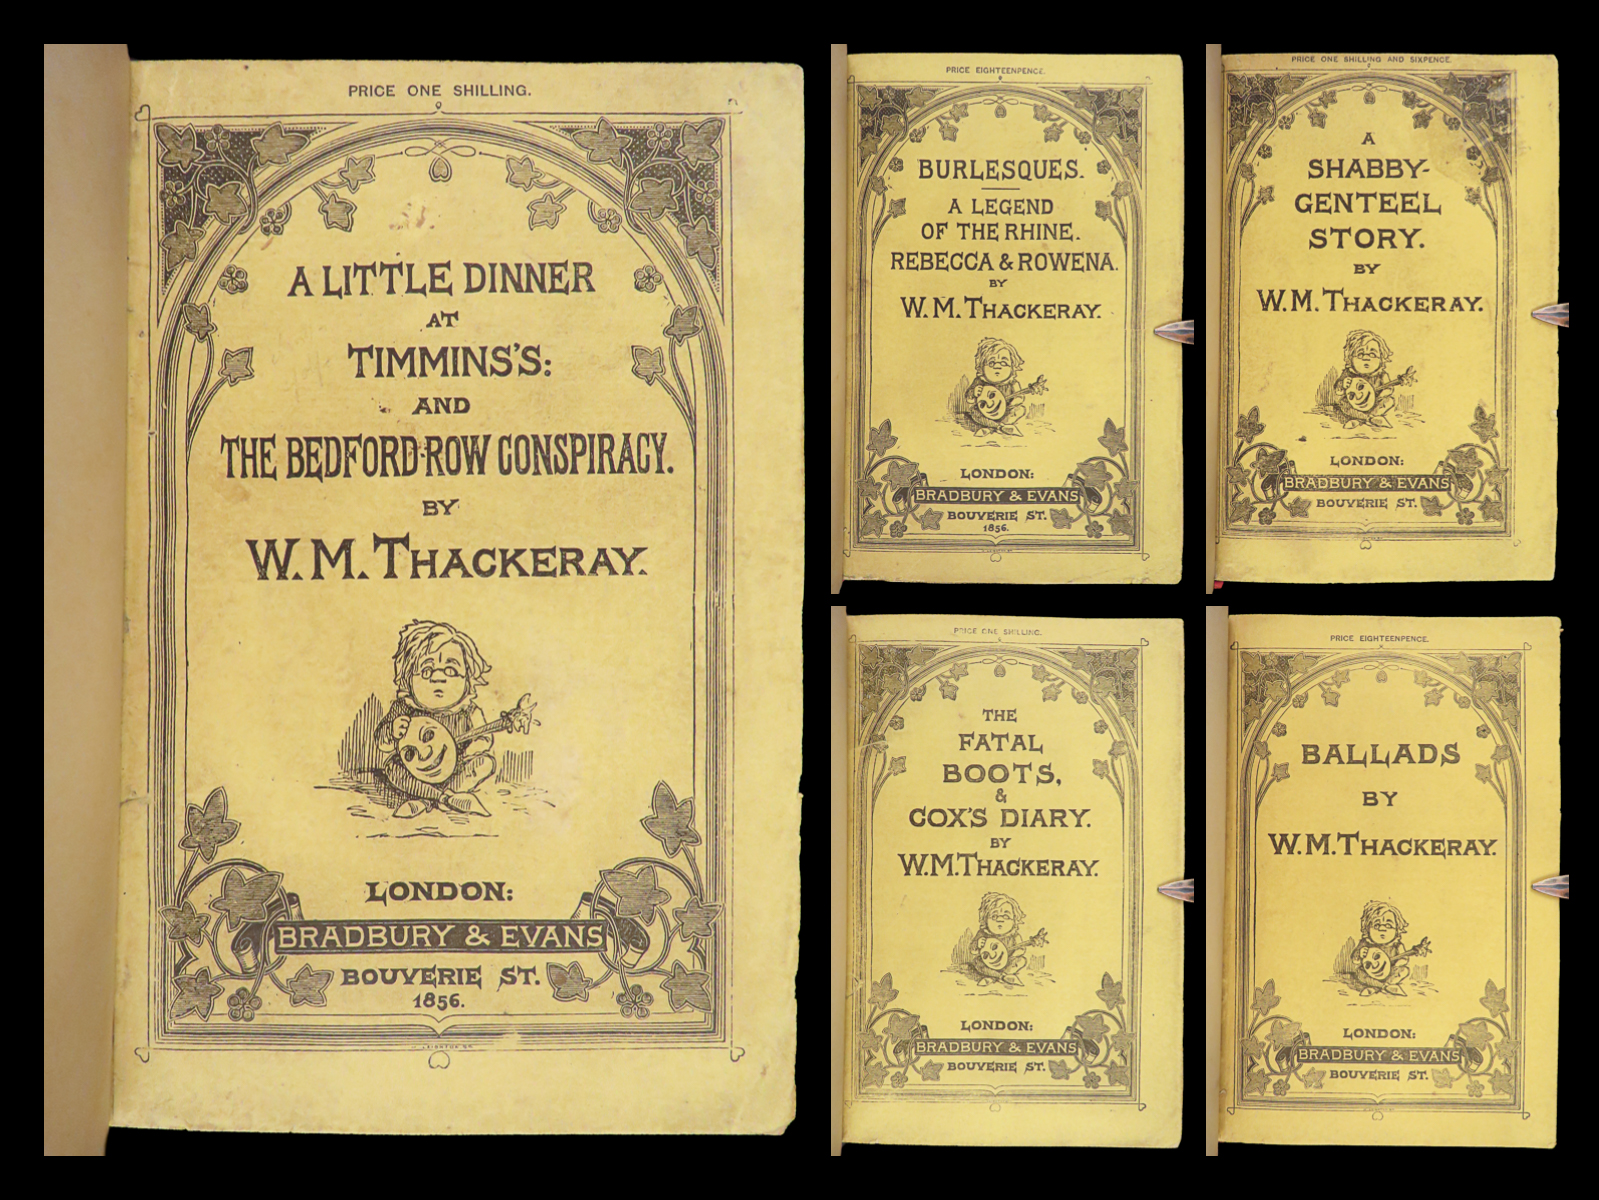 PRICE ONE SHILLING.
A LITTLE DINNER
AT
TIMMINS'S:
AND
THE BEDFORD-ROW CONSPIRACY.
BY
W. M. THACKERAY.
LONDON:
BRADBURY & EVANS
BOUVERIE ST.
1856.
PRICE EIGHTEENPENCE.
BURLESQUES.
A LEGEND
OF THE RHINE.
REBECCA & ROWENA.
BY
W. M. THACKERAY.
LONDON:
BRADBURY & EVANS
BOUVERIE ST.
1856.
PRICE ONE SHILLING AND SIXPENCE.
A
SHABBY-
GENTEEL
STORY.
BY
W. M. THACKERAY.
LONDON:
BRADBURY & EVANS
BOUVERIE ST.
PRICE ONE SHILLING.
THE
FATAL
BOOTS,
&
COX'S DIARY.
BY
W. M THACKERAY.
LONDON:
BRADBURY & EVANS
BOUVERIE ST.
PRICE EIGHTEENPENCE.
BALLADS
BY
W. M. THACKERAY.
LONDON:
BRADBURY & EVANS
BOUVERIE ST.